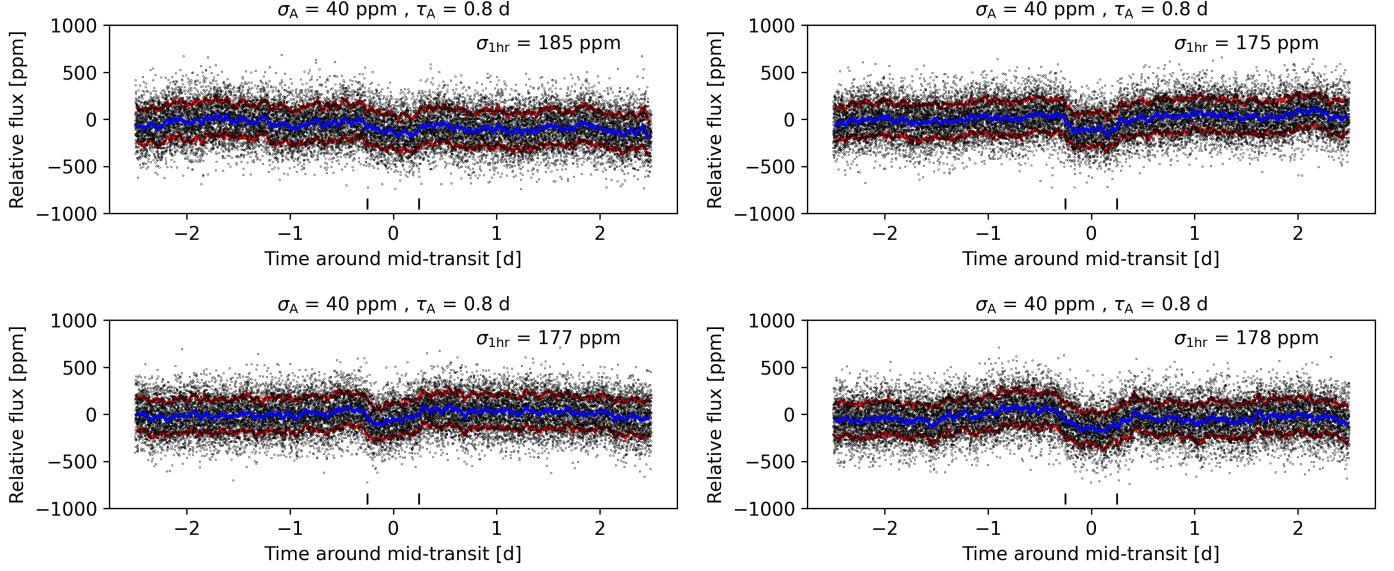 σA = 40 ppm , τA = 0.8 d
σ1hr = 185 ppm
Relative flux [ppm]
1000
500
0
−500
−1000
−2 −1 0 1 2
Time around mid-transit [d]
σA = 40 ppm , τA = 0.8 d
σ1hr = 175 ppm
Relative flux [ppm]
1000
500
0
−500
−1000
−2 −1 0 1 2
Time around mid-transit [d]
σA = 40 ppm , τA = 0.8 d
σ1hr = 177 ppm
Relative flux [ppm]
1000
500
0
−500
−1000
−2 −1 0 1 2
Time around mid-transit [d]
σA = 40 ppm , τA = 0.8 d
σ1hr = 178 ppm
Relative flux [ppm]
1000
500
0
−500
−1000
−2 −1 0 1 2
Time around mid-transit [d]